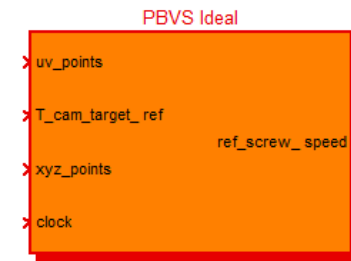 PBVS Ideal
uv_points
T_cam_target_ ref
ref_screw_ speed
xyz_points
clock